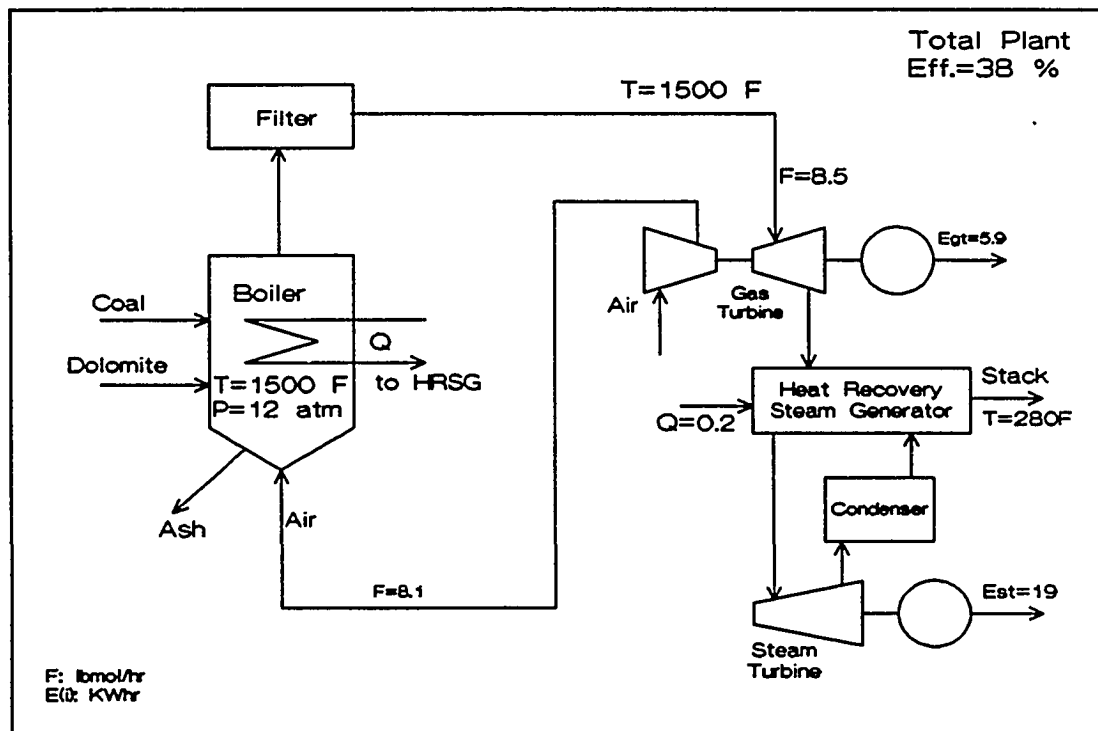 Total Plant
Eff.=38 %
T=1500 F
Filter
F=8.5
Egt=5.9
Boiler
Coal
Air
Gas
Turbine
Q
Dolomite
to HRSG
T=1500 F
P=12 atm
Heat Recovery
Steam Generator
Stack
T=280F
Q=0.2
Ash
Air
Condenser
F=8.1
Est=19
Steam
Turbine
F: lbmol/hr
E(i): KWhr